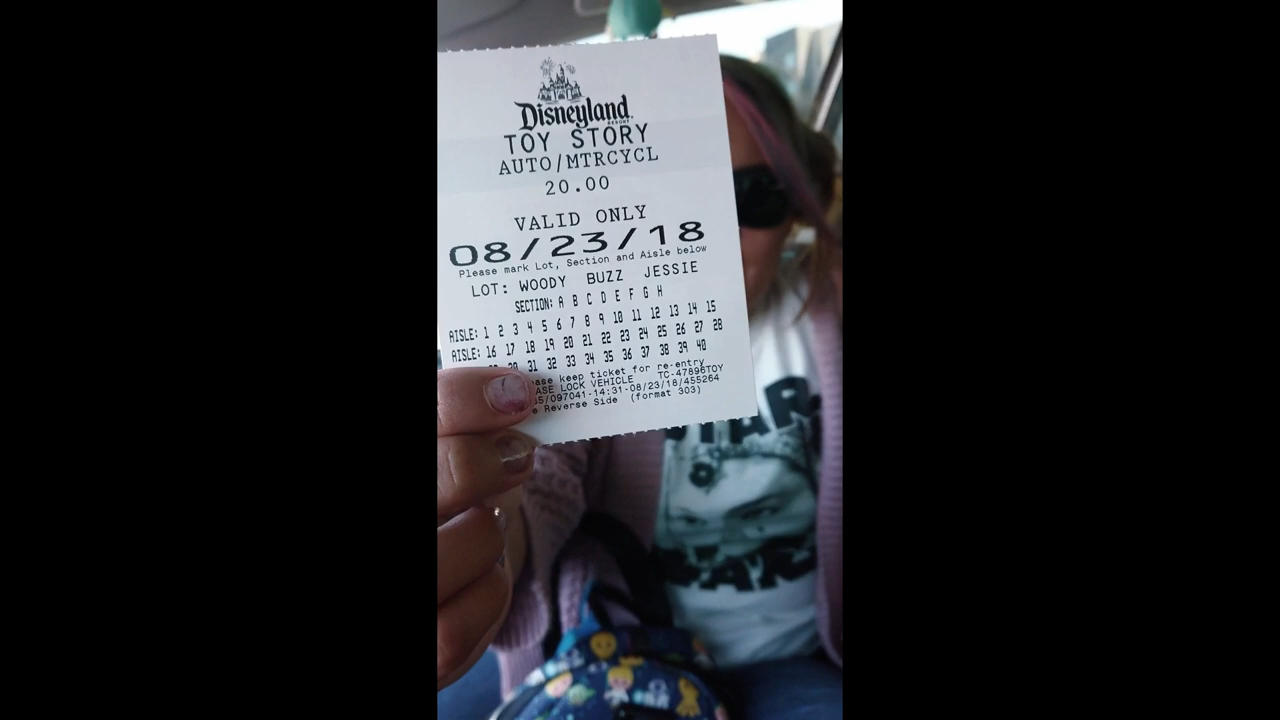 Disneyland
RESORT
TOY STORY
AUTO/MTRCYCL
20.00
VALID ONLY
08/23/18
Please mark Lot, Section and Aisle below
LOT: WOODY BUZZ JESSIE
SECTION: A B C D E F G H
AISLE: 1 2 3 4 5 6 7 8 9 10 11 12 13 14 15
AISLE: 16 17 18 19 20 21 22 23 24 25 26 27 28
31 32 33 34 35 36 37 38 39 40
ase keep ticket for re-entry
ASE LOCK VEHICLE TC-47896TOY
/097041-14:31-08/23/18/455264
e Reverse Side (format 303)